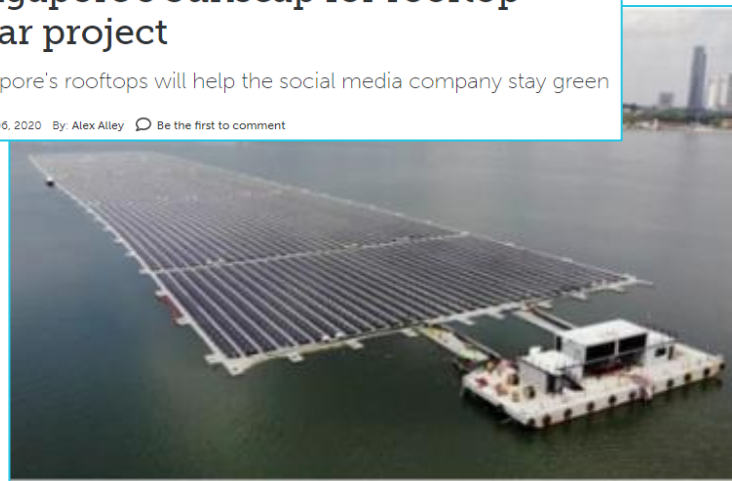 ar project
pore's rooftops will help the social media company stay green
6, 2020 By: Alex Alley Be the first to comment